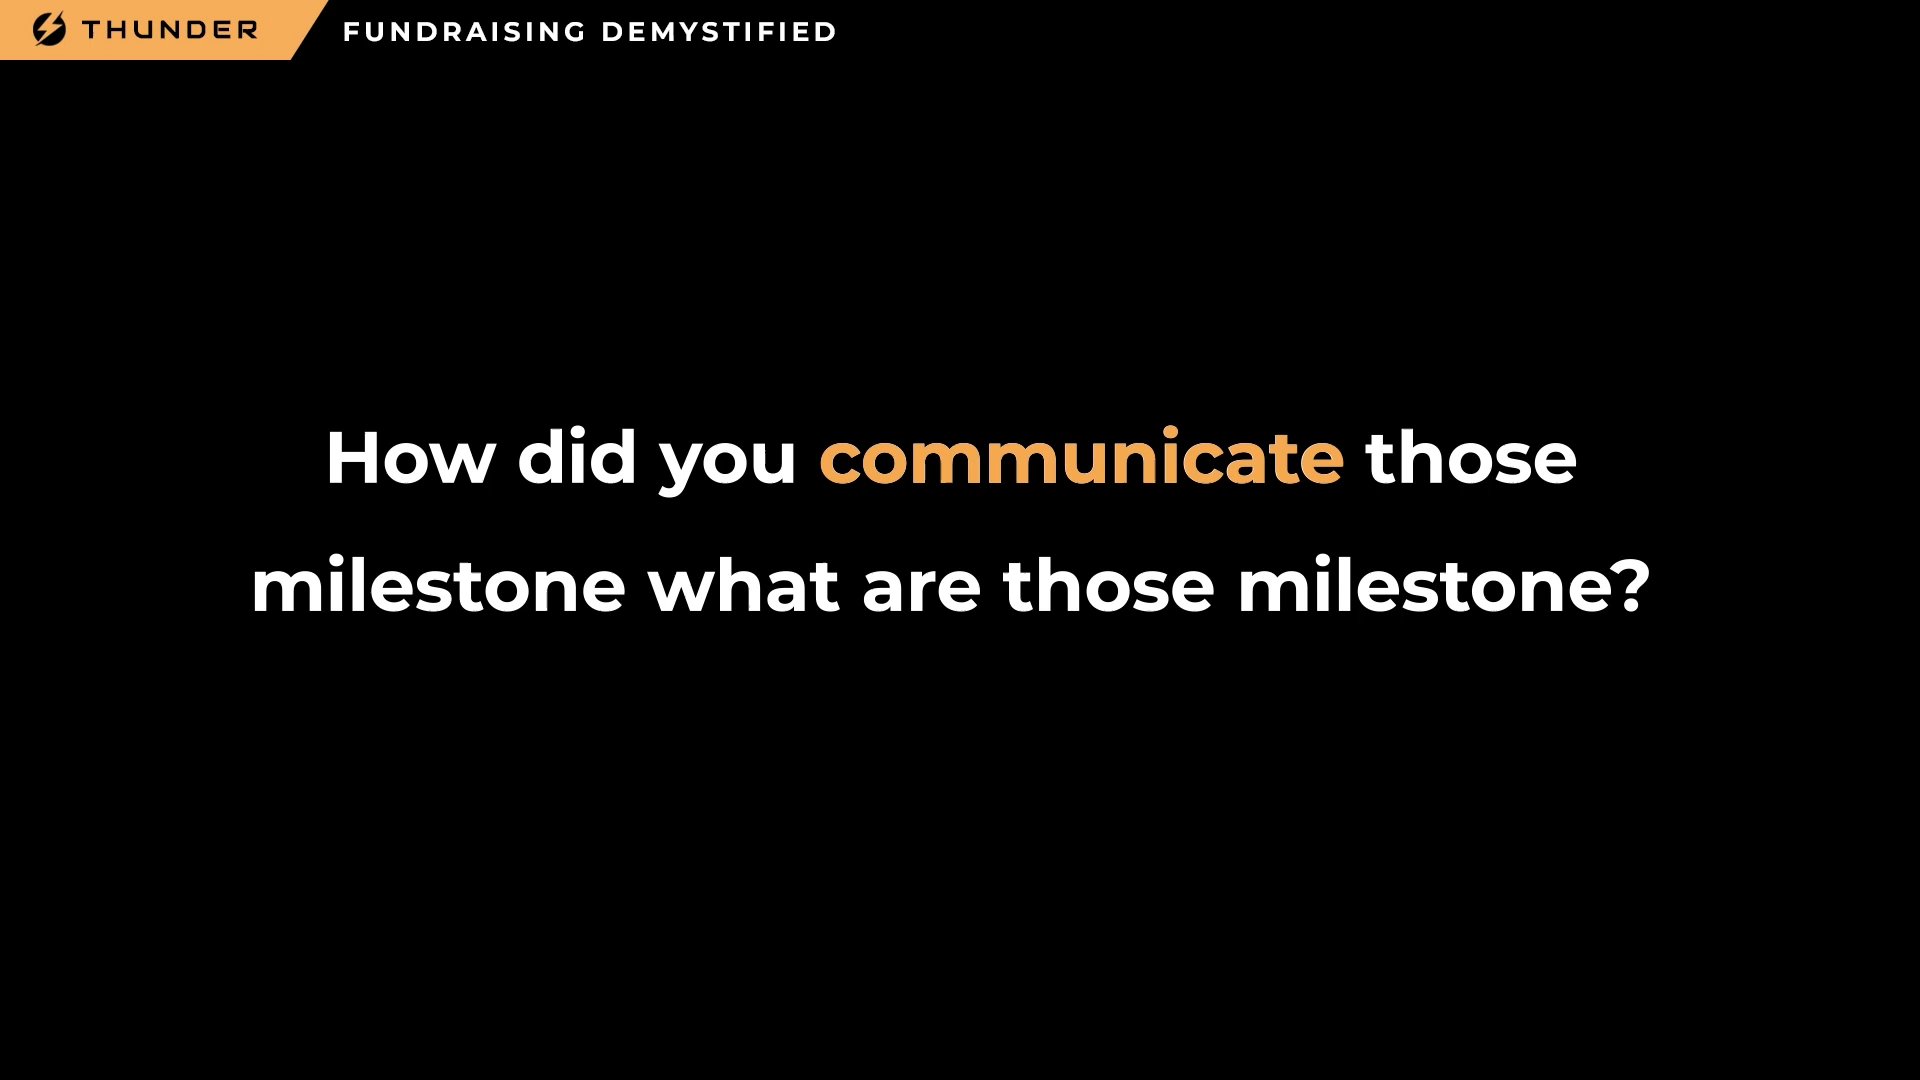 THUNDER
FUNDRAISING DEMYSTIFIED
How did you communicate those
milestone what are those milestone?